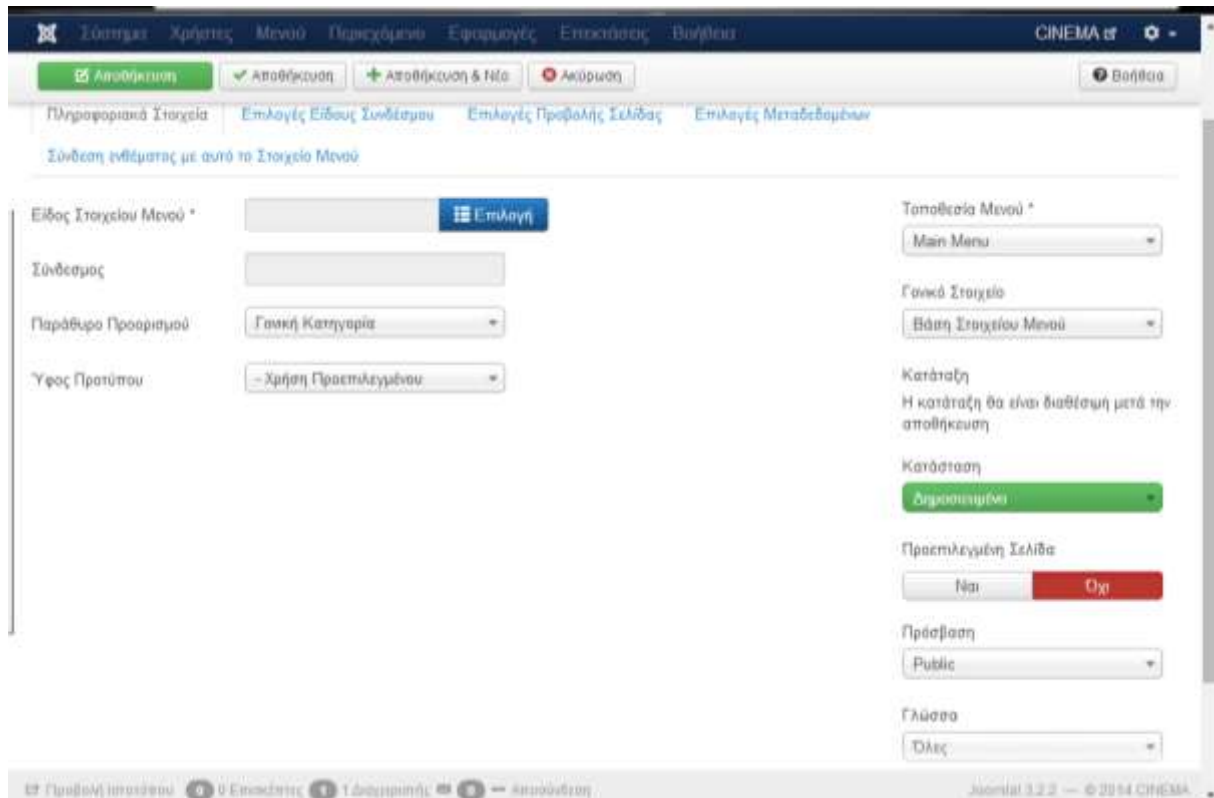 Σύστημα Χρήστες Μενού Περιεχόμενο Εφαρμογές Επεκτάσεις Βοήθεια CINEMA
Αποθήκευση Αποθήκευση Αποθήκευση & Νέο Ακύρωση Βοήθεια
Πληροφοριακά Στοιχεία Επιλογές Είδους Συνδέσμου Επιλογές Προβολής Σελίδας Επιλογές Μεταδεδομένων
Σύνδεση ενθέματος με αυτό το Στοιχείο Μενού
Είδος Στοιχείου Μενού * Επιλογή
Σύνδεσμος
Παράθυρο Προορισμού Γονική Κατηγορία
Ύφος Προτύπου - Χρήση Προεπιλεγμένου
Τοποθεσία Μενού *
Main Menu
Γονικό Στοιχείο
Βάση Στοιχείου Μενού
Κατάταξη
Η κατάταξη θα είναι διαθέσιμη μετά την
αποθήκευση
Κατάσταση
Δημοσιευμένο
Προεπιλεγμένη Σελίδα
Ναι Όχι
Πρόσβαση
Public
Γλώσσα
Όλες
Προβολή ιστοτόπου 0 Επισκέπτες 1 Διαχειριστής Αποσύνδεση Joomla! 3.2.2 — © 2014 CINEMA